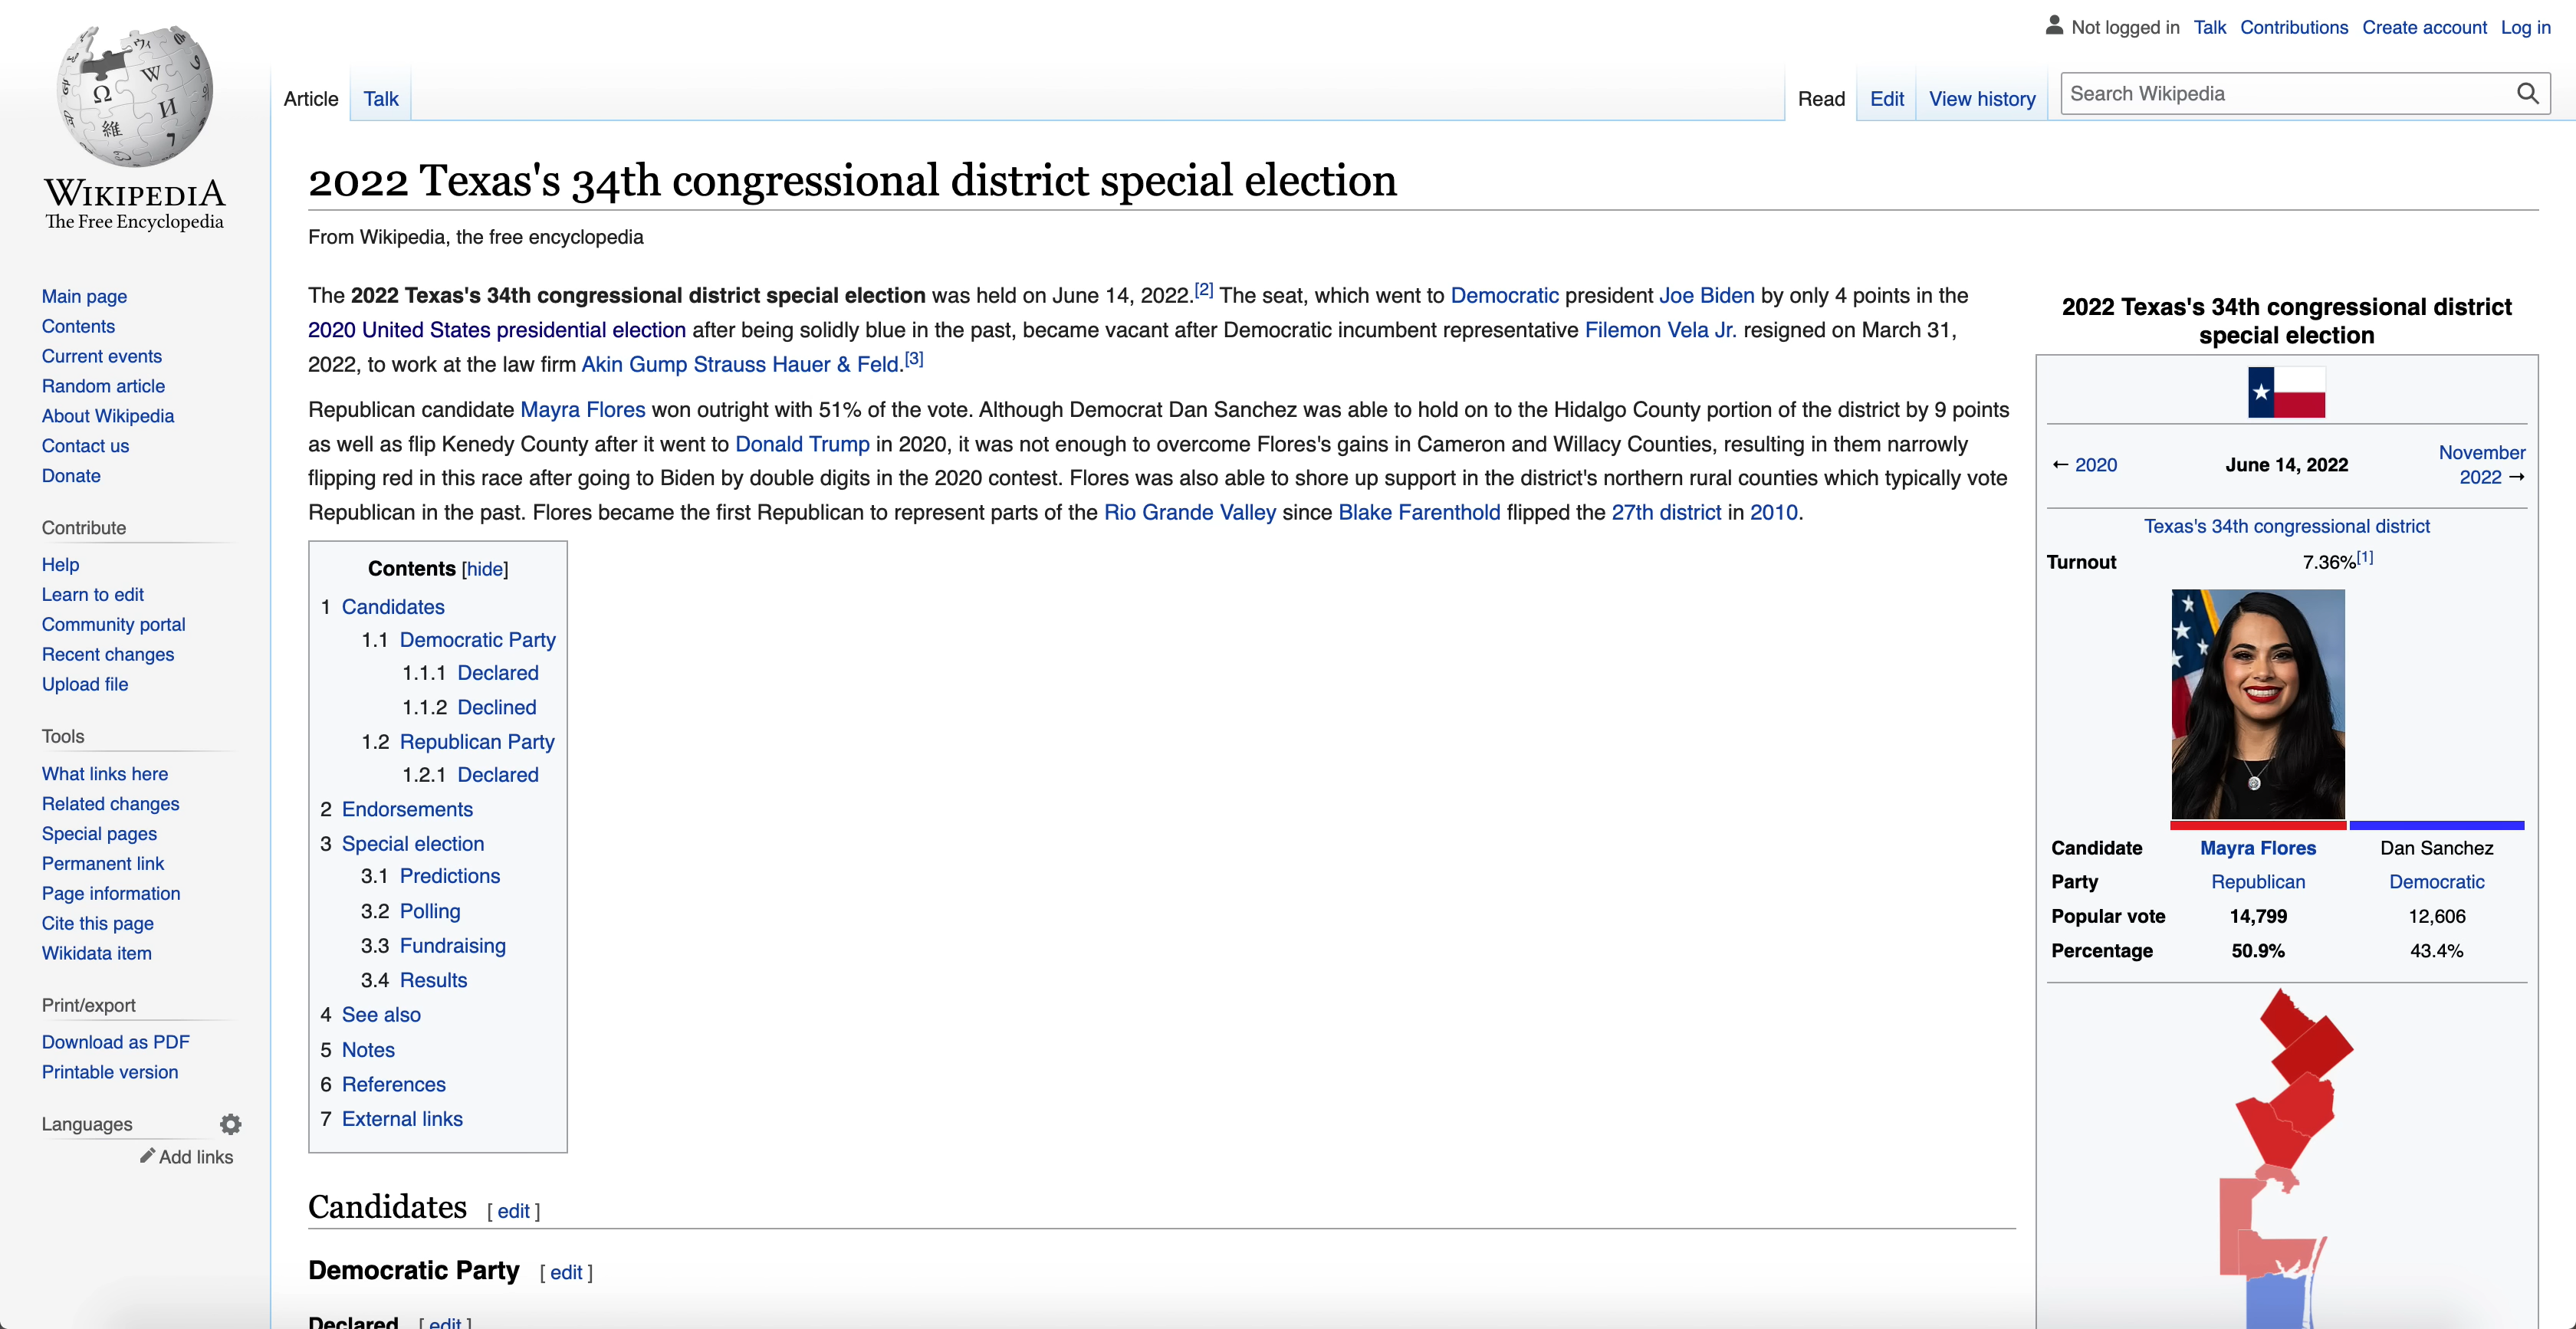 Not logged in Talk Contributions Create account Log in
Article Talk Read Edit View history Search Wikipedia
WIKIPEDIA
The Free Encyclopedia
Main page
Contents
Current events
Random article
About Wikipedia
Contact us
Donate
Contribute
Help
Learn to edit
Community portal
Recent changes
Upload file
Tools
What links here
Related changes
Special pages
Permanent link
Page information
Cite this page
Wikidata item
Print/export
Download as PDF
Printable version
Languages
Add links
2022 Texas's 34th congressional district special election
From Wikipedia, the free encyclopedia
The 2022 Texas's 34th congressional district special election was held on June 14, 2022.[2] The seat, which went to Democratic president Joe Biden by only 4 points in the
2020 United States presidential election after being solidly blue in the past, became vacant after Democratic incumbent representative Filemon Vela Jr. resigned on March 31,
2022, to work at the law firm Akin Gump Strauss Hauer & Feld.[3]
Republican candidate Mayra Flores won outright with 51% of the vote. Although Democrat Dan Sanchez was able to hold on to the Hidalgo County portion of the district by 9 points
as well as flip Kenedy County after it went to Donald Trump in 2020, it was not enough to overcome Flores's gains in Cameron and Willacy Counties, resulting in them narrowly
flipping red in this race after going to Biden by double digits in the 2020 contest. Flores was also able to shore up support in the district's northern rural counties which typically vote
Republican in the past. Flores became the first Republican to represent parts of the Rio Grande Valley since Blake Farenthold flipped the 27th district in 2010.
Contents [hide]
1 Candidates
1.1 Democratic Party
1.1.1 Declared
1.1.2 Declined
1.2 Republican Party
1.2.1 Declared
2 Endorsements
3 Special election
3.1 Predictions
3.2 Polling
3.3 Fundraising
3.4 Results
4 See also
5 Notes
6 References
7 External links
Candidates [ edit ]
Democratic Party [ edit ]
Declared [ edit ]
2022 Texas's 34th congressional district
special election
← 2020 June 14, 2022 November
2022 →
Texas's 34th congressional district
Turnout 7.36%[1]
Candidate Mayra Flores Dan Sanchez
Party Republican Democratic
Popular vote 14,799 12,606
Percentage 50.9% 43.4%